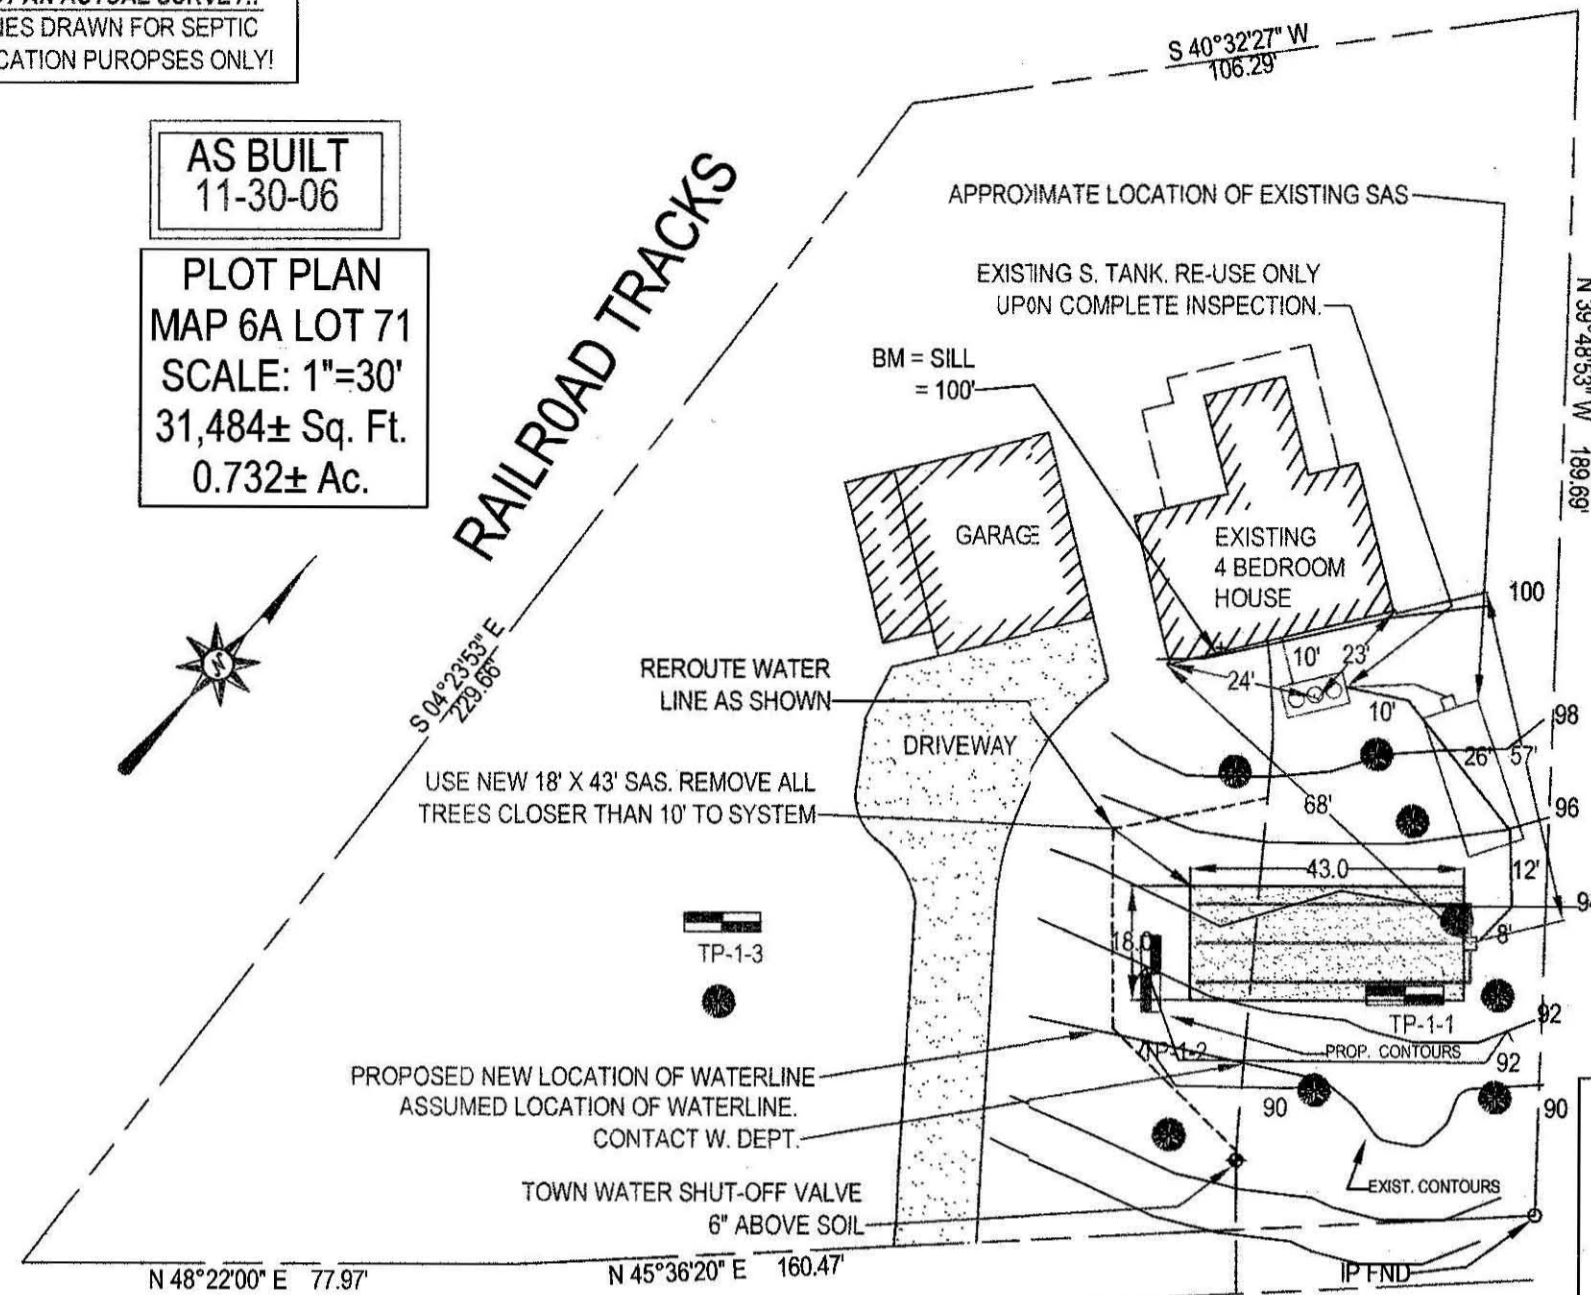 NES DRAWN FOR SEPTIC
CATION PUROPSES ONLY!
S 40°32'27" W
106.29'
AS BUILT
11-30-06
PLOT PLAN
MAP 6A LOT 71
SCALE: 1"=30'
31,484± Sq. Ft.
0.732± Ac.
RAILROAD TRACKS
APPROXIMATE LOCATION OF EXISTING SAS
EXISTING S. TANK. RE-USE ONLY
UPON COMPLETE INSPECTION.
BM = SILL
= 100'
N 39°48'53" W 189.69'
GARAGE
EXISTING
4 BEDROOM
HOUSE
100
N
S 04°23'53" E
229.66'
REROUTE WATER
LINE AS SHOWN
10'
23'
24'
10'
98
DRIVEWAY
26'
57'
USE NEW 18' X 43' SAS. REMOVE ALL
TREES CLOSER THAN 10' TO SYSTEM
68'
96
43.0
12'
94
18.0
8'
TP-1-3
TP-1-1
92
TP-1-2
PROP. CONTOURS
92
PROPOSED NEW LOCATION OF WATERLINE
ASSUMED LOCATION OF WATERLINE.
CONTACT W. DEPT.
90
90
TOWN WATER SHUT-OFF VALVE
6" ABOVE SOIL
EXIST. CONTOURS
IP FND
N 48°22'00" E 77.97'
N 45°36'20" E 160.47'